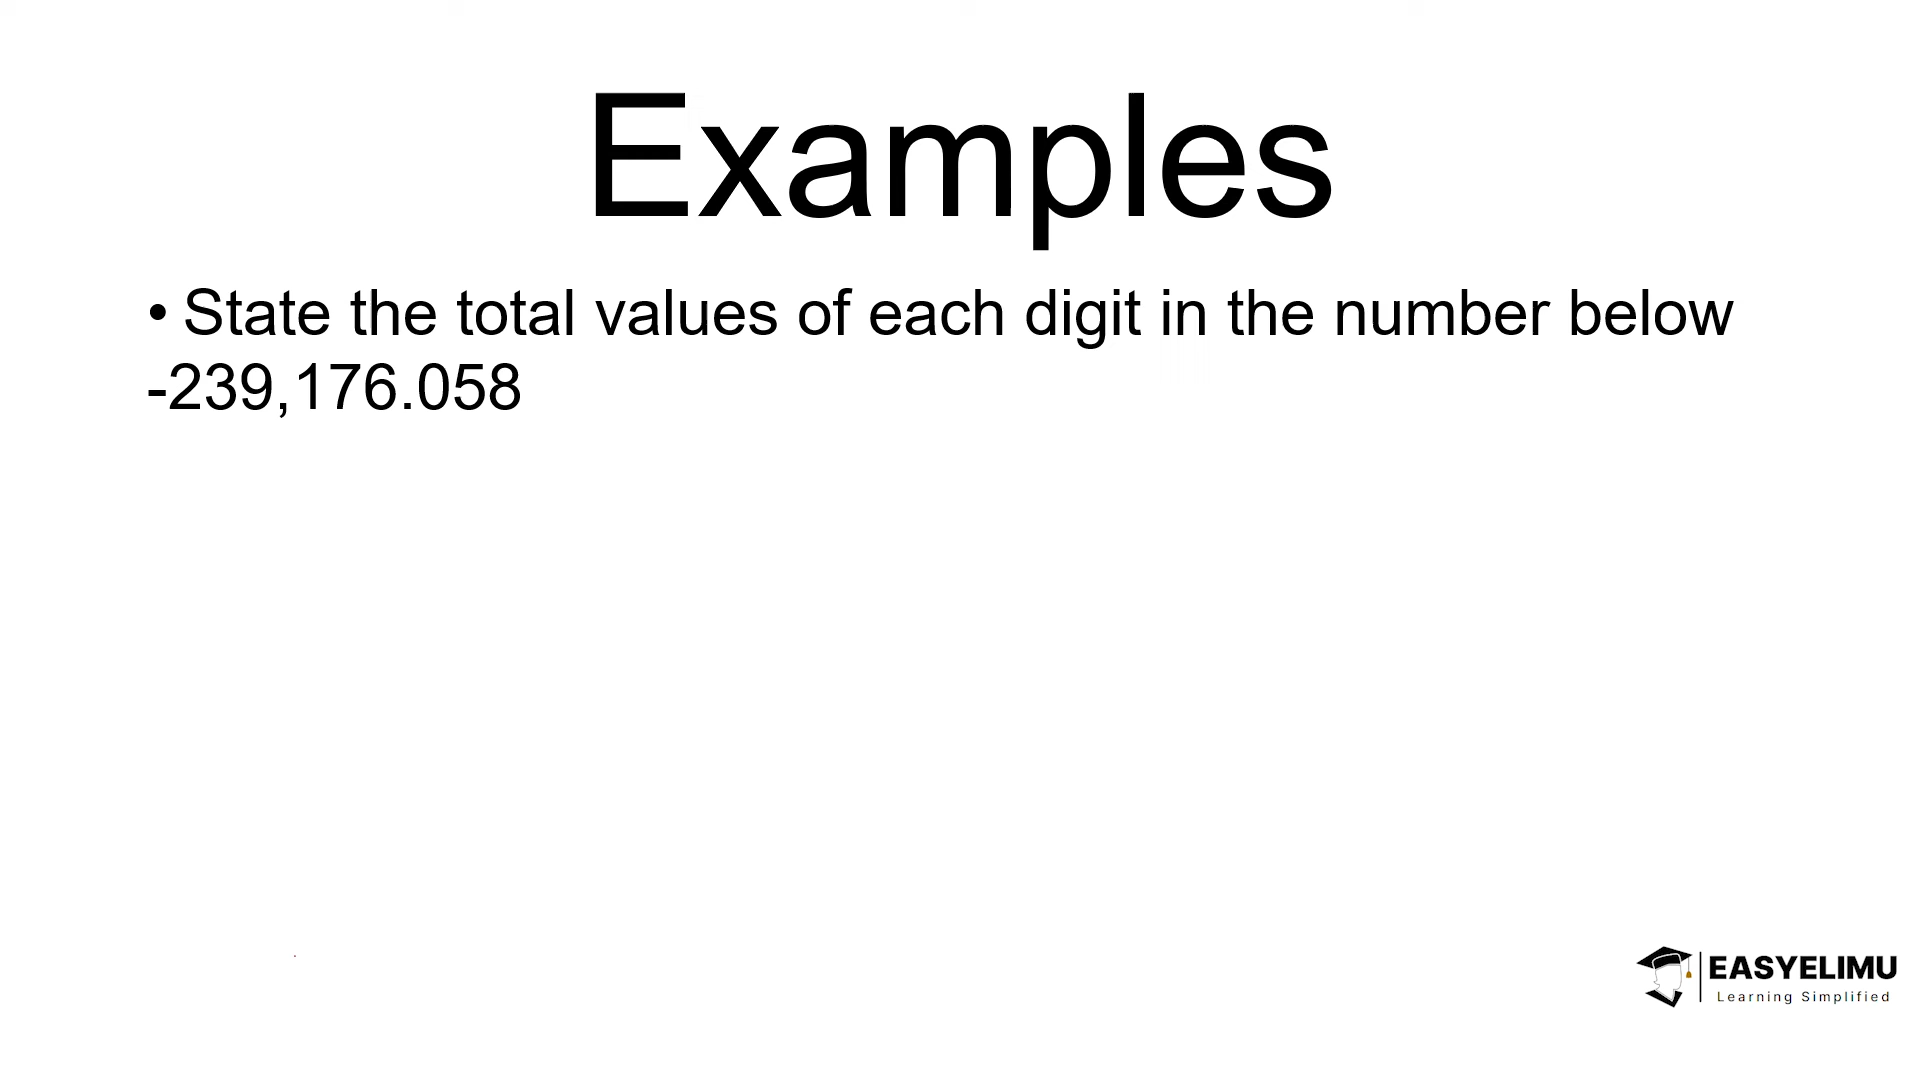 Examples
• State the total values of each digit in the number below
-239,176.058
EASYELIMU
Learning Simplified